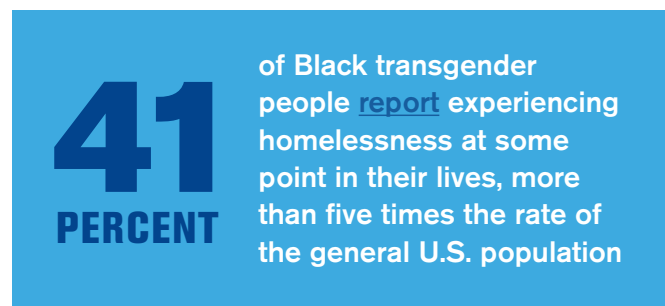 41
PERCENT
of Black transgender
people report experiencing
homelessness at some
point in their lives, more
than five times the rate of
the general U.S. population